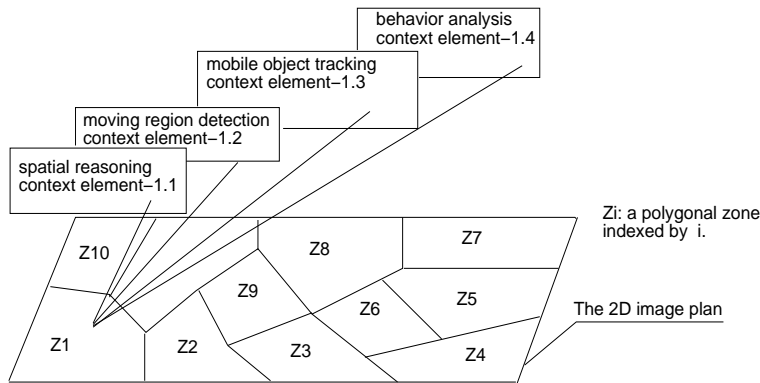 behavior analysis
context element–1.4
mobile object tracking
context element–1.3
moving region detection
context element–1.2
spatial reasoning
context element–1.1
Zi: a polygonal zone
indexed by i.
Z10
Z8
Z7
Z9
Z6
Z5
The 2D image plan
Z1
Z2
Z3
Z4